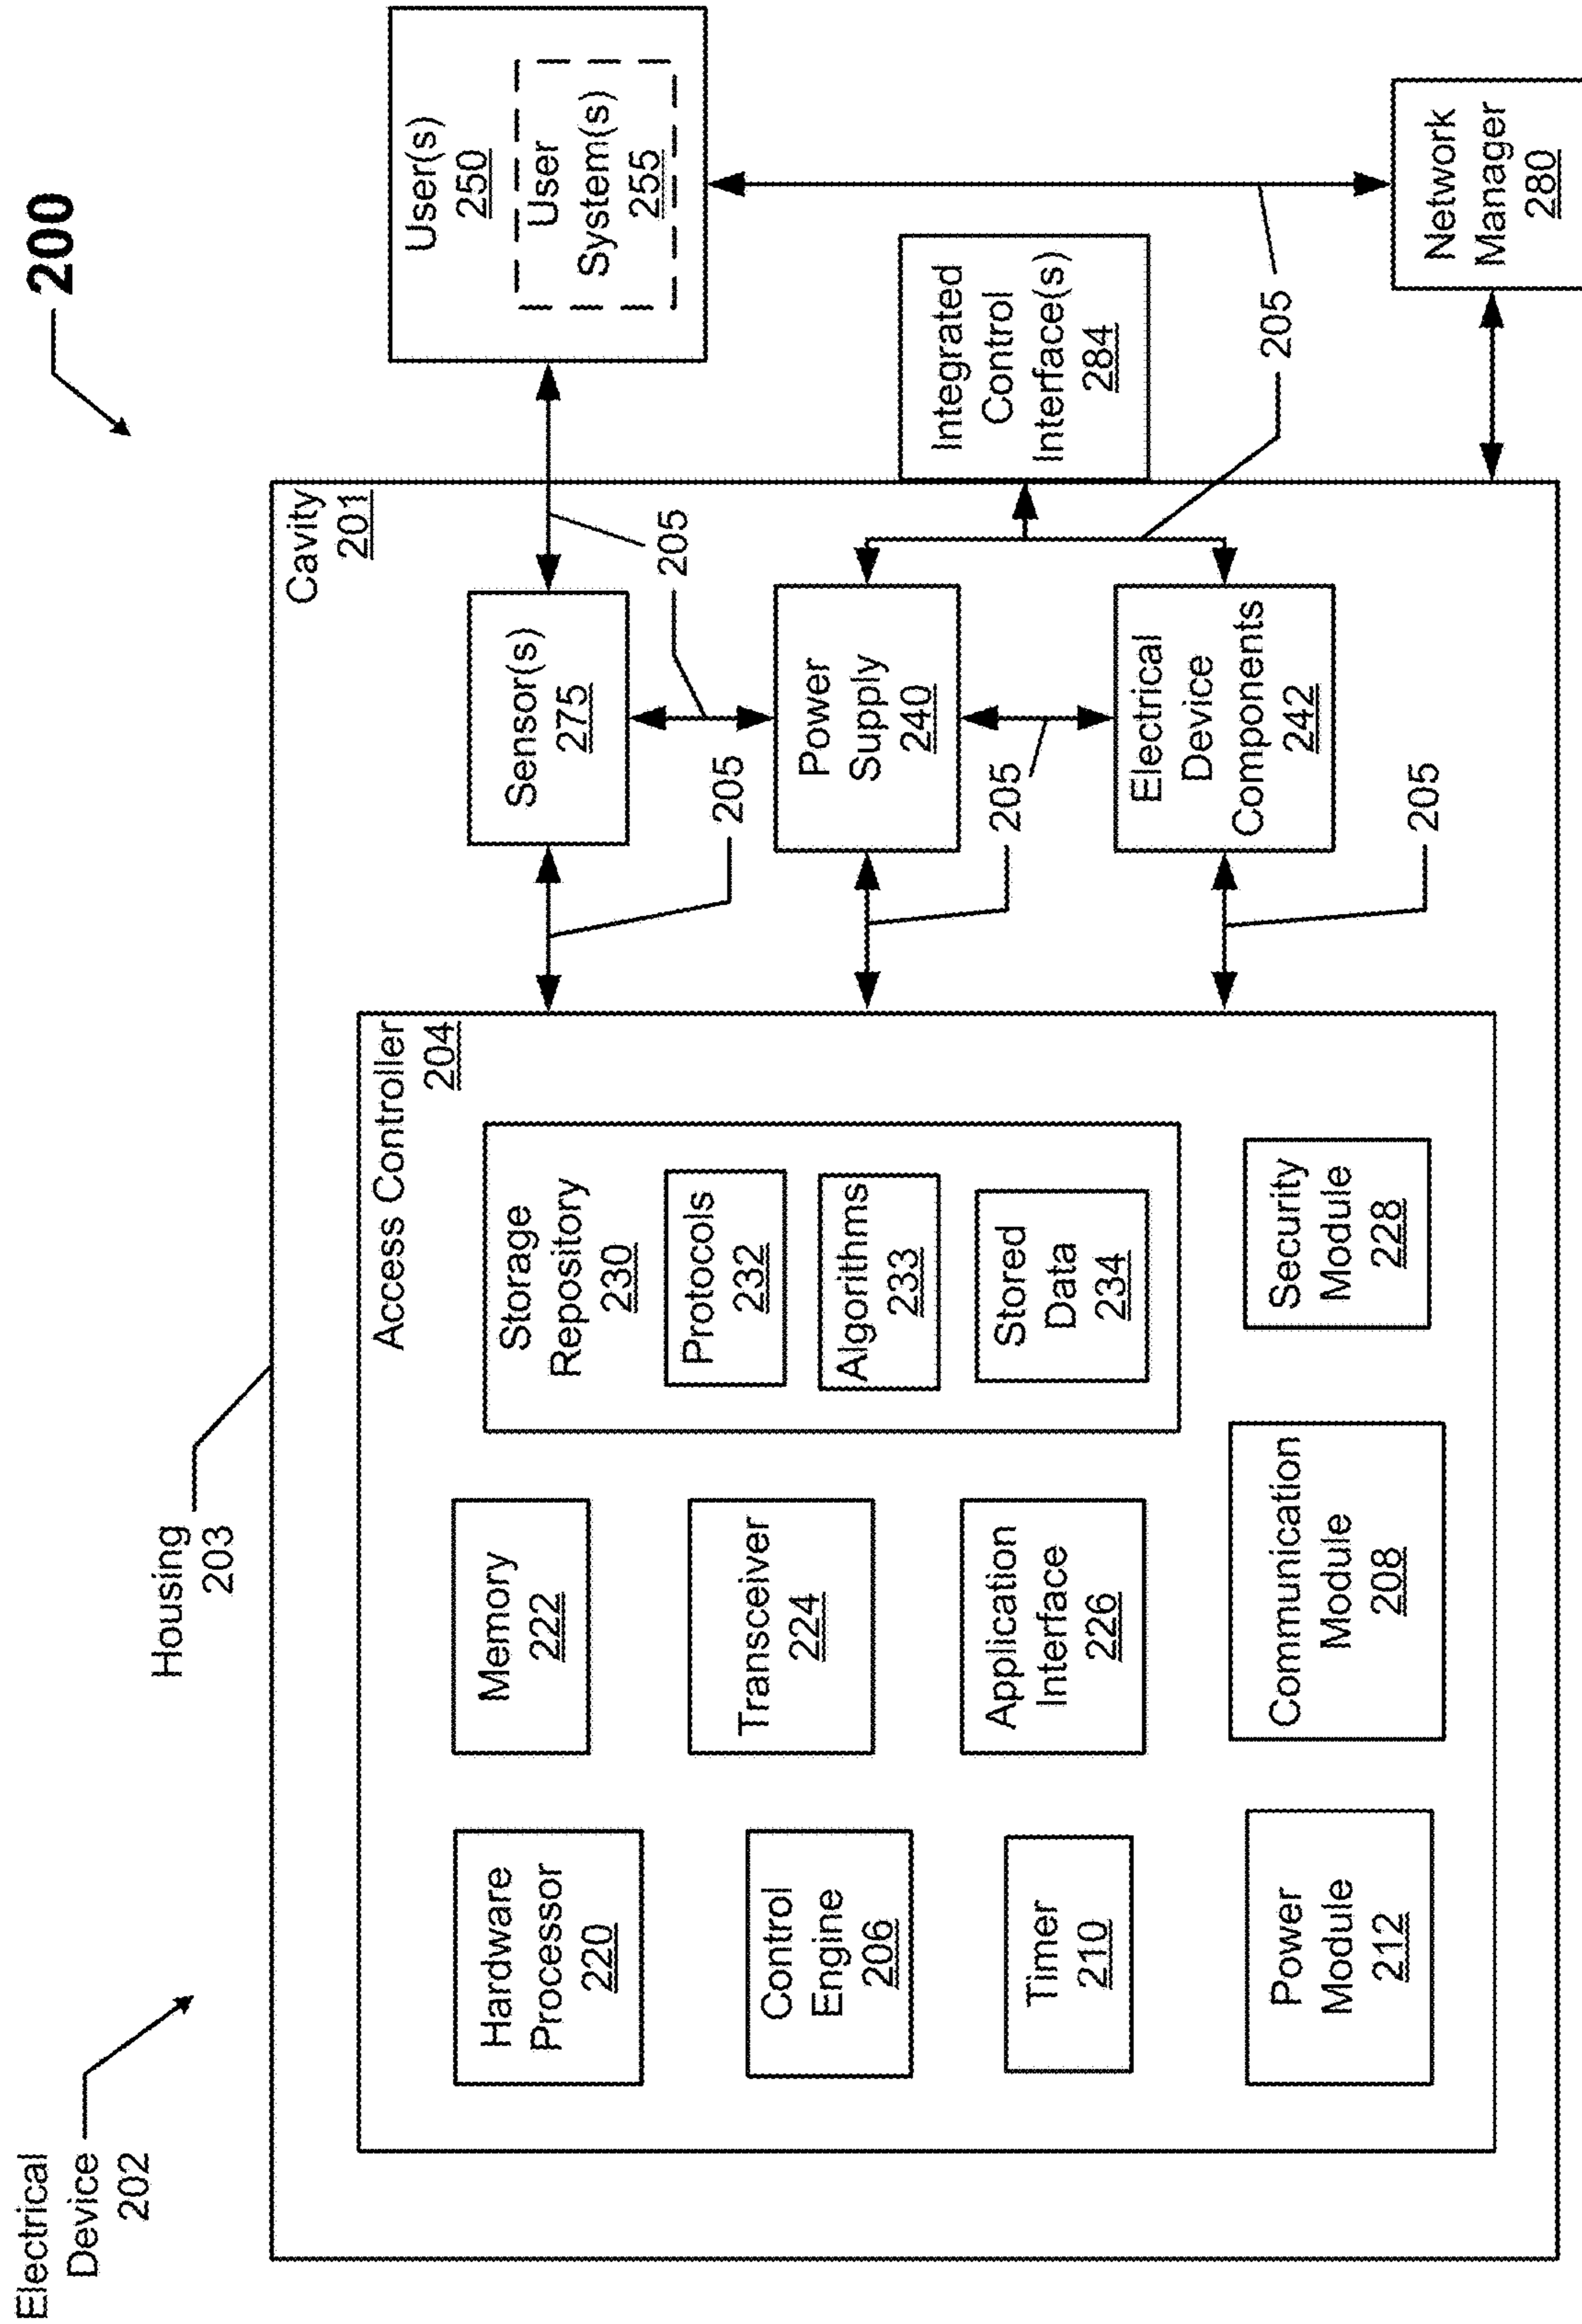 200
Electrical
Device
202
Housing
203
Cavity
201
Access Controller
204
Hardware
Processor
220
Memory
222
Storage
Repository
230
Protocols
232
Algorithms
233
Stored
Data
234
Control
Engine
206
Transceiver
224
Timer
210
Application
Interface
226
Power
Module
212
Communication
Module
208
Security
Module
228
205
Sensor(s)
275
205
205
Power
Supply
240
205
Electrical
Device
Components
242
205
User(s)
250
User
System(s)
255
Integrated
Control
Interface(s)
284
205
Network
Manager
280